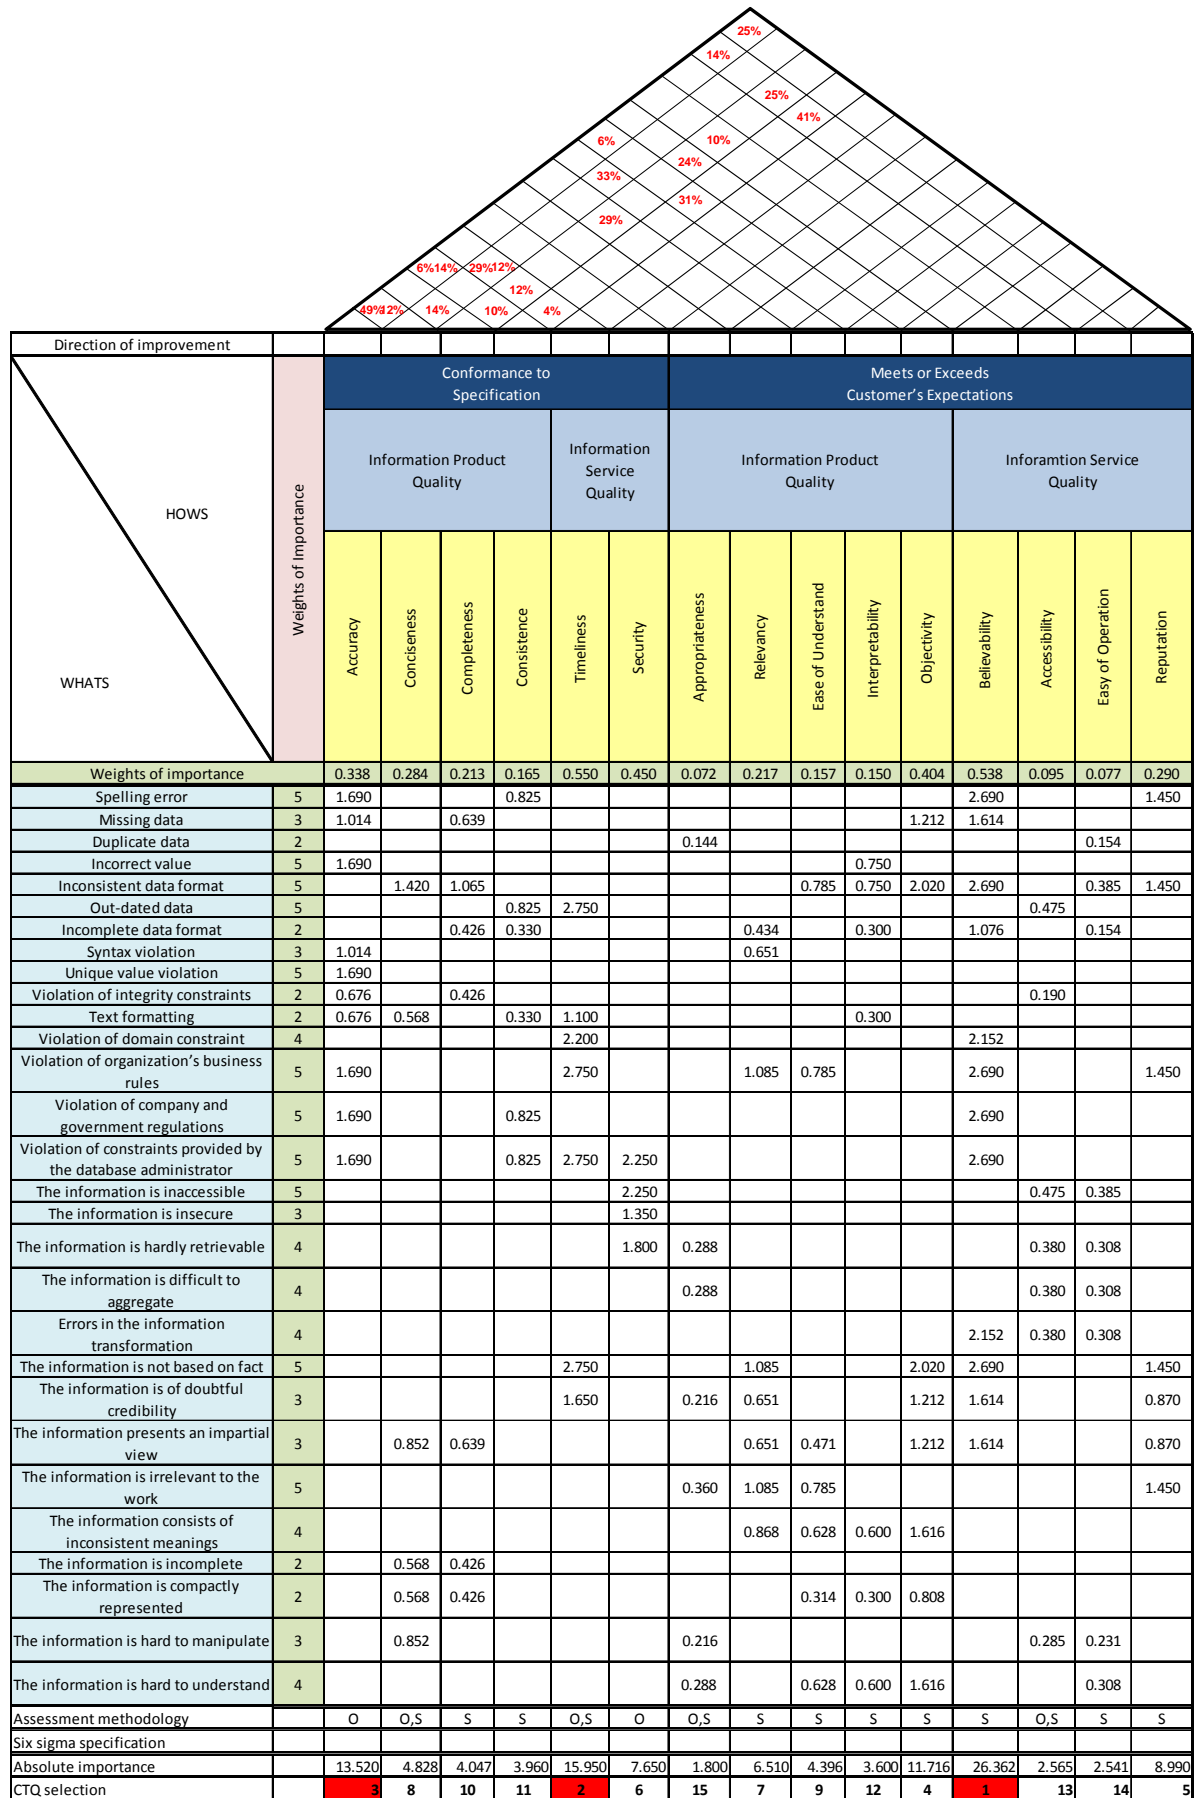 25%
14%
25%
41%
6% 10%
24%
33%
31%
29%
6% 14% 29% 12%
12%
49% 12% 14% 10% 4%
Direction of improvement
Conformance to
Specification
Meets or Exceeds
Customer’s Expectations
Information Product
Quality
Information
Service
Quality
Information Product
Quality
Inforamtion Service
Quality
HOWS
WHATS
Weights of Importance
Accuracy
Conciseness
Completeness
Consistence
Timeliness
Security
Appropriateness
Relevancy
Ease of Understand
Interpretability
Objectivity
Believability
Accessibility
Easy of Operation
Reputation
Weights of importance 0.338 0.284 0.213 0.165 0.550 0.450 0.072 0.217 0.157 0.150 0.404 0.538 0.095 0.077 0.290
Spelling error 5 1.690 0.825 2.690 1.450
Missing data 3 1.014 0.639 1.212 1.614
Duplicate data 2 0.144 0.154
Incorrect value 5 1.690 0.750
Inconsistent data format 5 1.420 1.065 0.785 0.750 2.020 2.690 0.385 1.450
Out-dated data 5 0.825 2.750 0.475
Incomplete data format 2 0.426 0.330 0.434 0.300 1.076 0.154
Syntax violation 3 1.014 0.651
Unique value violation 5 1.690
Violation of integrity constraints 2 0.676 0.426 0.190
Text formatting 2 0.676 0.568 0.330 1.100 0.300
Violation of domain constraint 4 2.200 2.152
Violation of organization’s business
rules 5 1.690 2.750 1.085 0.785 2.690 1.450
Violation of company and
government regulations 5 1.690 0.825 2.690
Violation of constraints provided by
the database administrator 5 1.690 0.825 2.750 2.250 2.690
The information is inaccessible 5 2.250 0.475 0.385
The information is insecure 3 1.350
The information is hardly retrievable 4 1.800 0.288 0.380 0.308
The information is difficult to
aggregate 4 0.288 0.380 0.308
Errors in the information
transformation 4 2.152 0.380 0.308
The information is not based on fact 5 2.750 1.085 2.020 2.690 1.450
The information is of doubtful
credibility 3 1.650 0.216 0.651 1.212 1.614 0.870
The information presents an impartial
view 3 0.852 0.639 0.651 0.471 1.212 1.614 0.870
The information is irrelevant to the
work 5 0.360 1.085 0.785 1.450
The information consists of
inconsistent meanings 4 0.868 0.628 0.600 1.616
The information is incomplete 2 0.568 0.426
The information is compactly
represented 2 0.568 0.426 0.314 0.300 0.808
The information is hard to manipulate 3 0.852 0.216 0.285 0.231
The information is hard to understand 4 0.288 0.628 0.600 1.616 0.308
Assessment methodology O O,S S S O,S O O,S S S S S S O,S S S
Six sigma specification
Absolute importance 13.520 4.828 4.047 3.960 15.950 7.650 1.800 6.510 4.396 3.600 11.716 26.362 2.565 2.541 8.990
CTQ selection 3 8 10 11 2 6 15 7 9 12 4 1 13 14 5